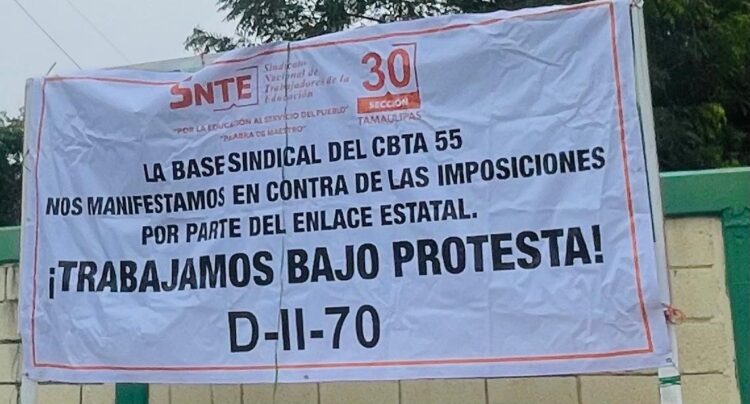 SNTE
Sindicato
Nacional de
Trabajadores de la
Educación
30
SECCIÓN
TAMAULIPAS
"POR LA EDUCACIÓN AL SERVICIO DEL PUEBLO"
"PALABRA DE MAESTRO"
LA BASE SINDICAL DEL CBTA 55
NOS MANIFESTAMOS EN CONTRA DE LAS IMPOSICIONES
POR PARTE DEL ENLACE ESTATAL.
¡TRABAJAMOS BAJO PROTESTA!
D-II-70